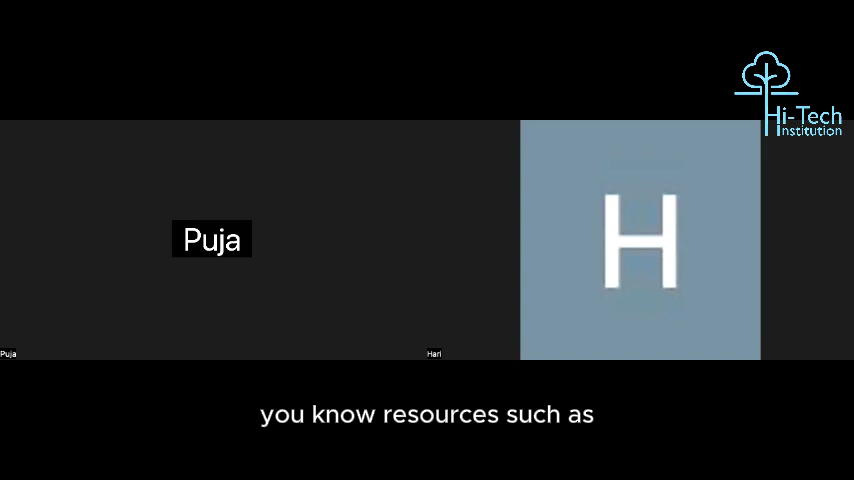 Hi-Tech
Institution
Puja
H
Puja
Hari
you know resources such as